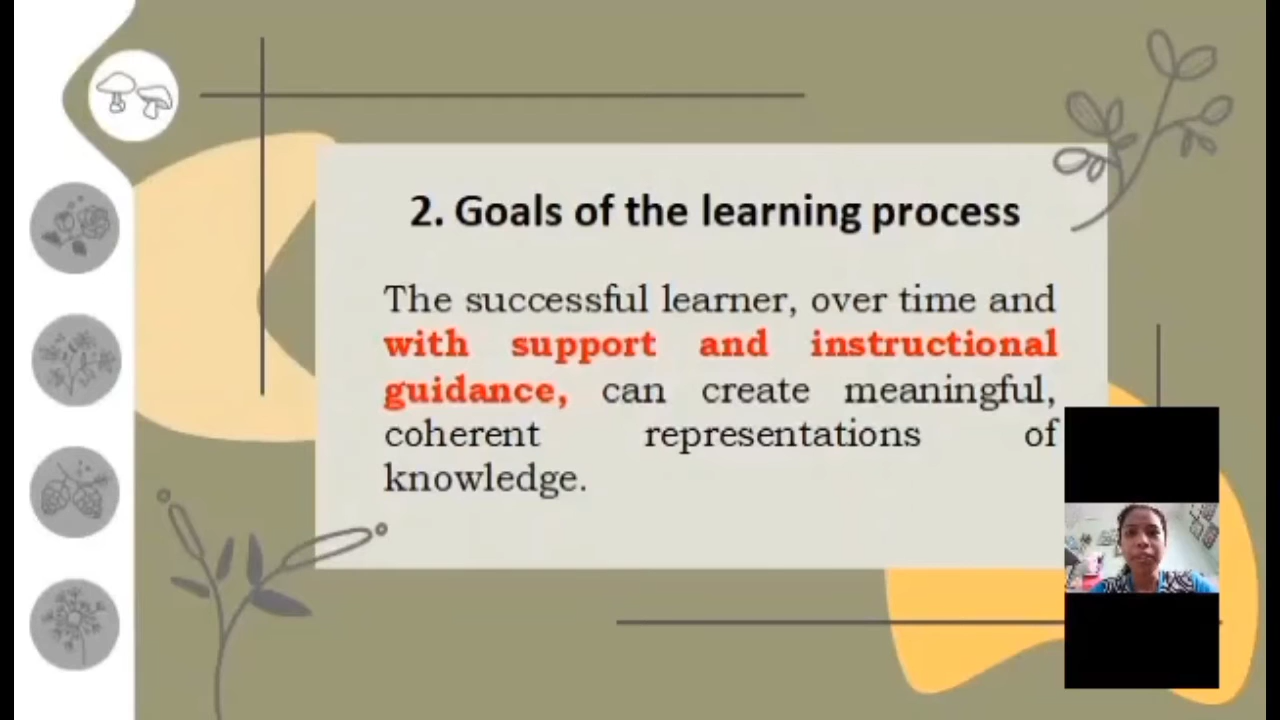 2. Goals of the learning process
The successful learner, over time and
with support and instructional
guidance, can create meaningful,
coherent representations of
knowledge.